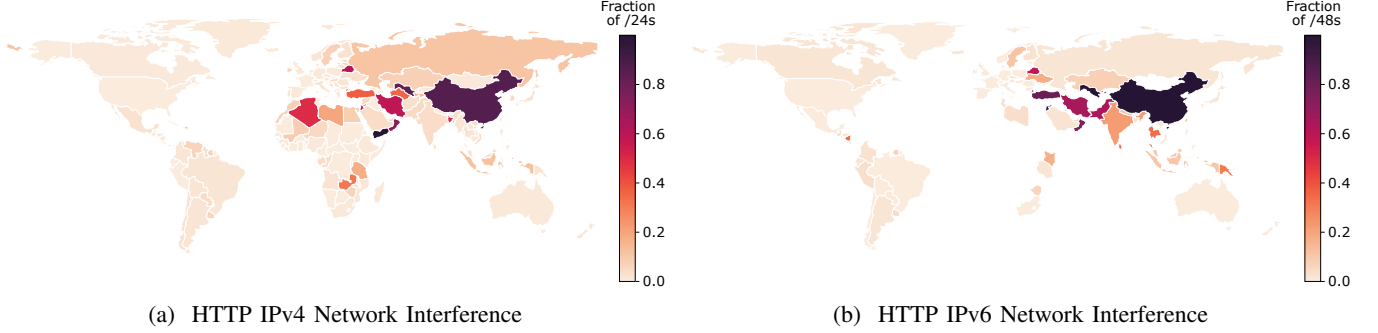 Fraction
of /24s
0.8
0.6
0.4
0.2
0.0
(a) HTTP IPv4 Network Interference
Fraction
of /48s
0.8
0.6
0.4
0.2
0.0
(b) HTTP IPv6 Network Interference